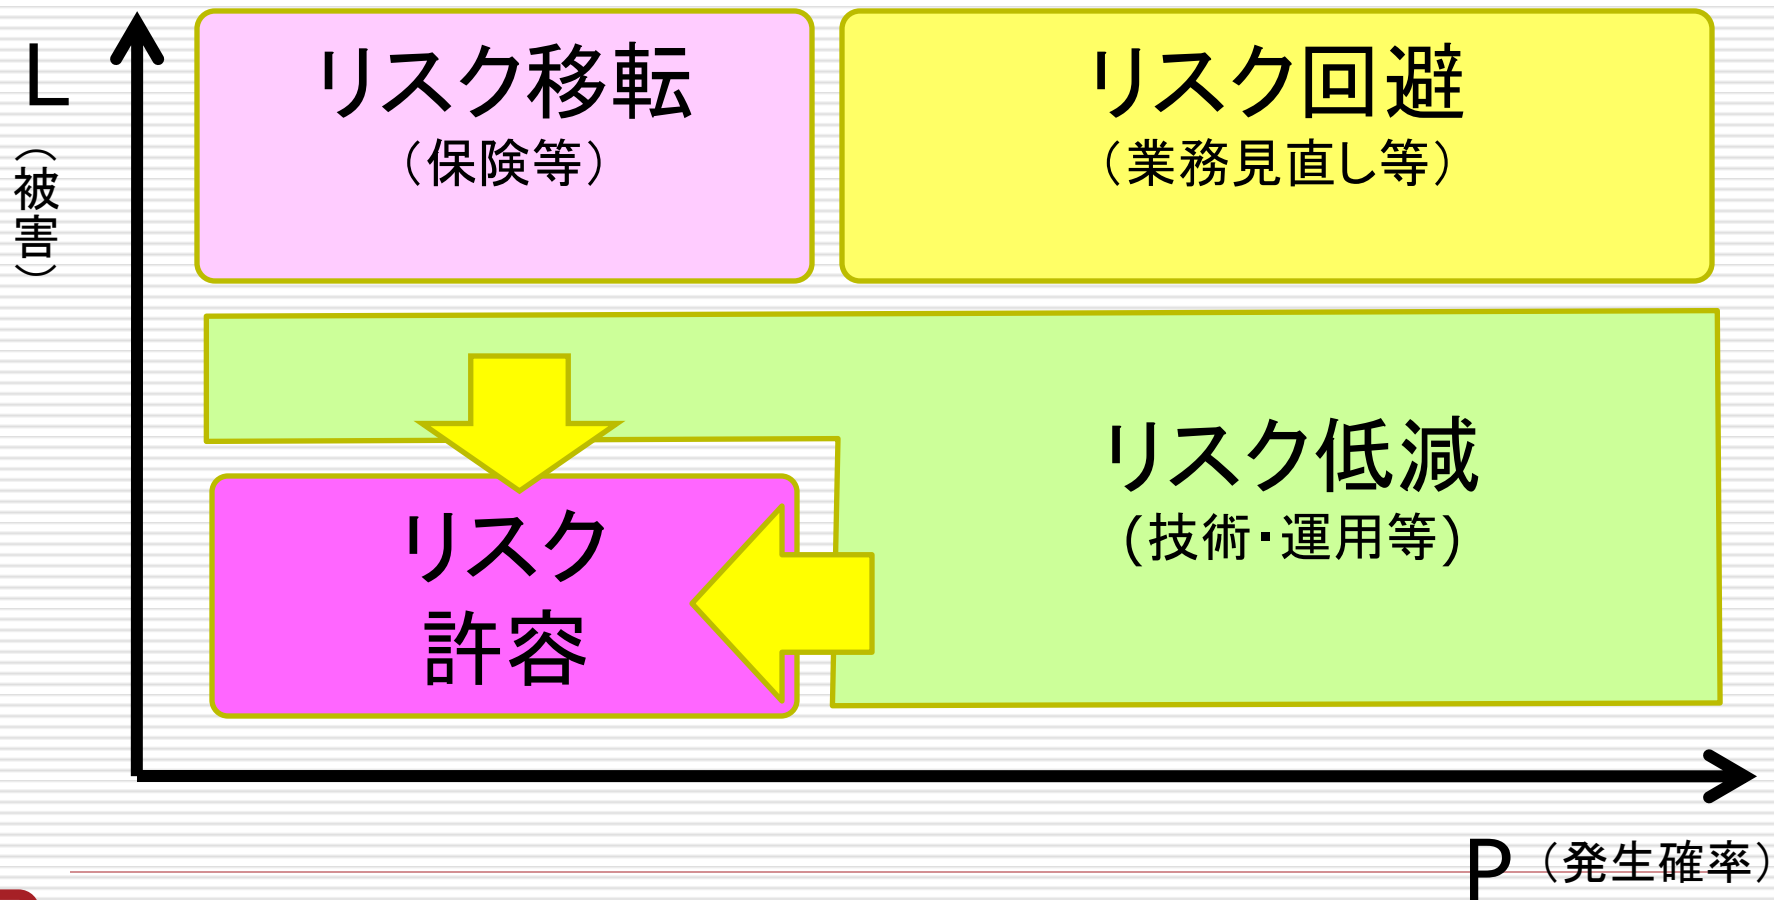 L
（被害）
リスク移転
（保険等）
リスク回避
（業務見直し等）
リスク低減
(技術・運用等)
リスク
許容
P（発生確率）